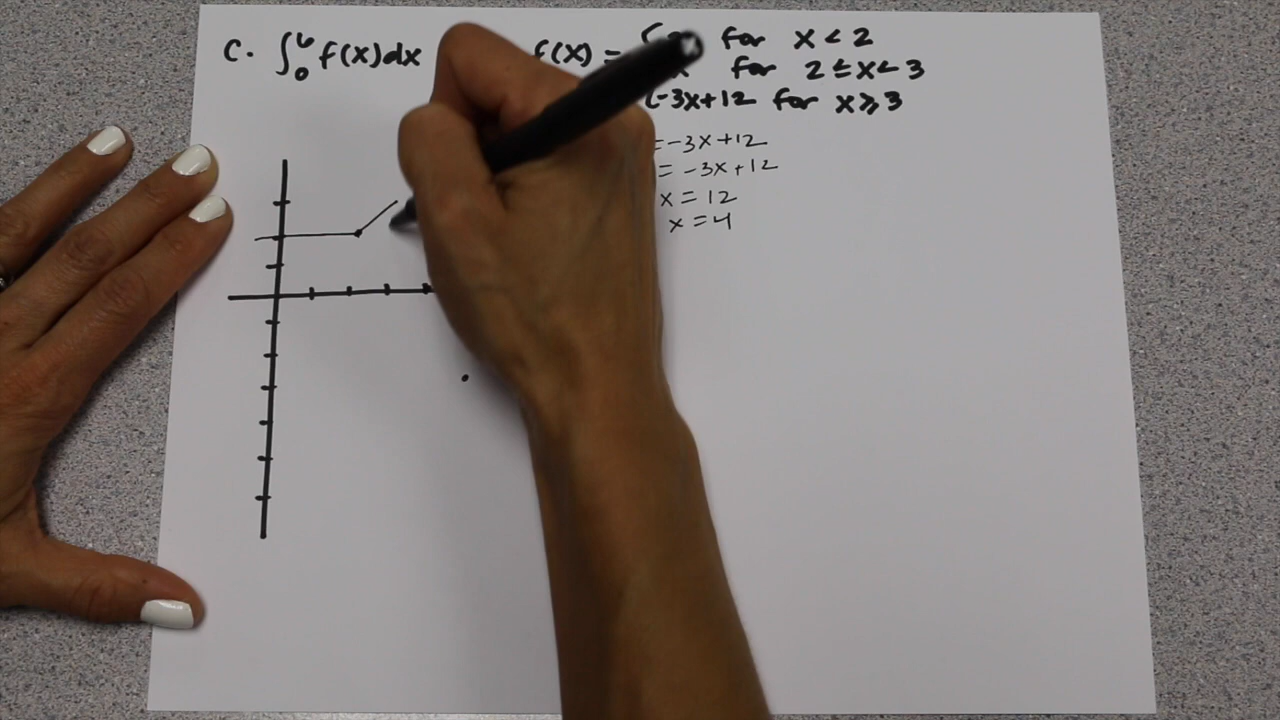 C. ∫₀⁶ f(x)dx f(x) = { for x < 2
x for 2 ≤ x < 3
-3x+12 for x ≥ 3
= -3x+12
= -3x+12
x = 12
x = 4